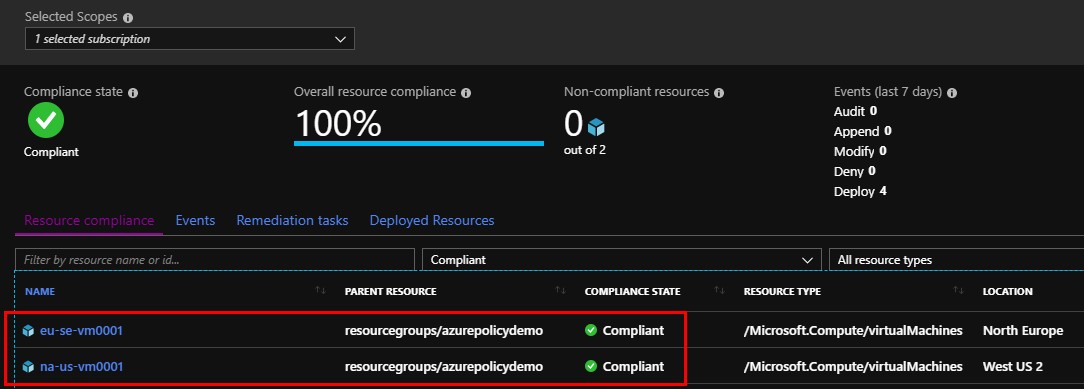 Selected Scopes
1 selected subscription
Compliance state
Compliant
Overall resource compliance
100%
Non-compliant resources
0
out of 2
Events (last 7 days)
Audit 0
Append 0
Modify 0
Deny 0
Deploy 4
Resource compliance Events Remediation tasks Deployed Resources
Filter by resource name or id... Compliant All resource types
NAME PARENT RESOURCE COMPLIANCE STATE RESOURCE TYPE LOCATION
eu-se-vm0001 resourcegroups/azurepolicydemo Compliant /Microsoft.Compute/virtualMachines North Europe
na-us-vm0001 resourcegroups/azurepolicydemo Compliant /Microsoft.Compute/virtualMachines West US 2